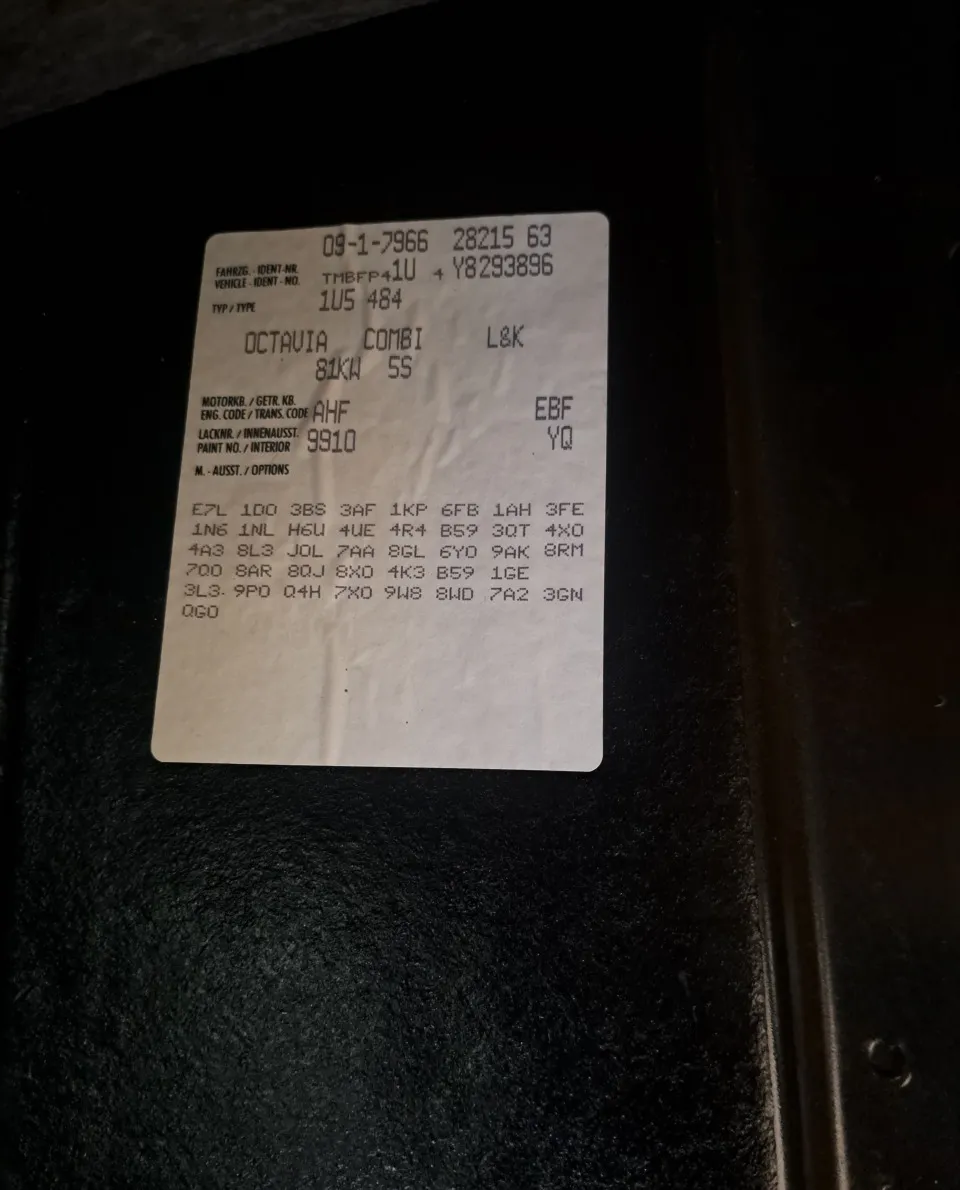 09-1-7966 28215 63
FAHRZG. - IDENT-NR.
VEHICLE - IDENT - NO. TMBFP41U 4 Y8293896
TYP / TYPE 1U5 484
OCTAVIA COMBI L&K
81KW 5S
MOTORKB. / GETR. KB.
ENG. CODE / TRANS. CODE AHF EBF
LACKNR. / INNENAUSST.
PAINT NO. / INTERIOR 9910 YQ
M. - AUSST. / OPTIONS
E7L 1D0 3BS 3AF 1KP 6FB 1AH 3FE
1N6 1NL H6U 4UE 4R4 B59 3QT 4X0
4A3 8L3 J0L 7AA 8GL 6Y0 9AK 8RM
7Q0 8AR 8QJ 8X0 4K3 B59 1GE
3L3 9P0 Q4H 7X0 9W8 8WD 7A2 3GN
QG0